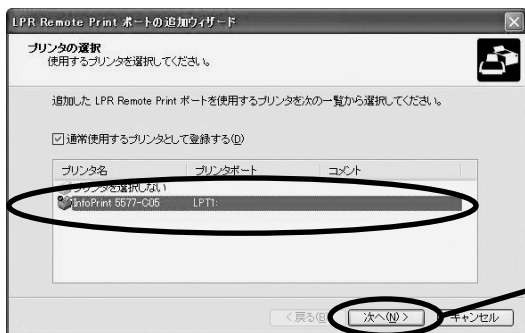 LPR Remote Print ポートの追加ウィザード
プリンタの選択
使用するプリンタを選択してください。
追加した LPR Remote Print ポートを使用するプリンタを次の一覧から選択してください。
通常使用するプリンタとして登録する(D)
プリンタ名 プリンタポート コメント
プリンタを選択しない
InfoPrint 5577-C05 LPT1:
< 戻る(B) 次へ(N) > キャンセル